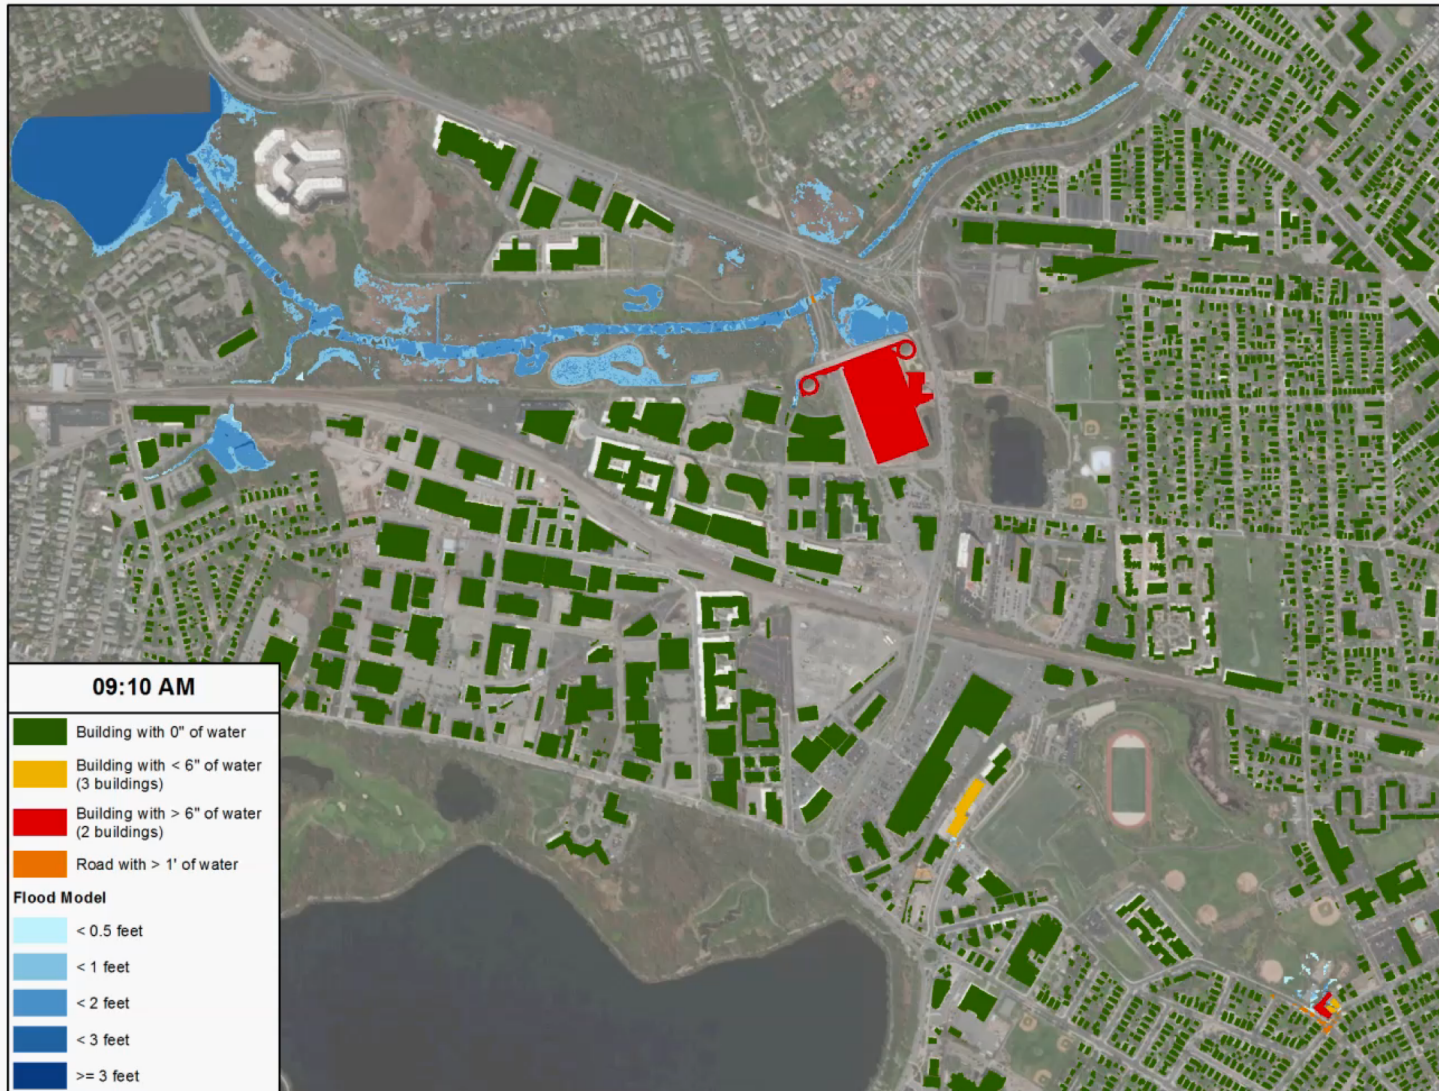 09:10 AM
Building with 0" of water
Building with < 6" of water
(3 buildings)
Building with > 6" of water
(2 buildings)
Road with > 1' of water
Flood Model
< 0.5 feet
< 1 feet
< 2 feet
< 3 feet
>= 3 feet